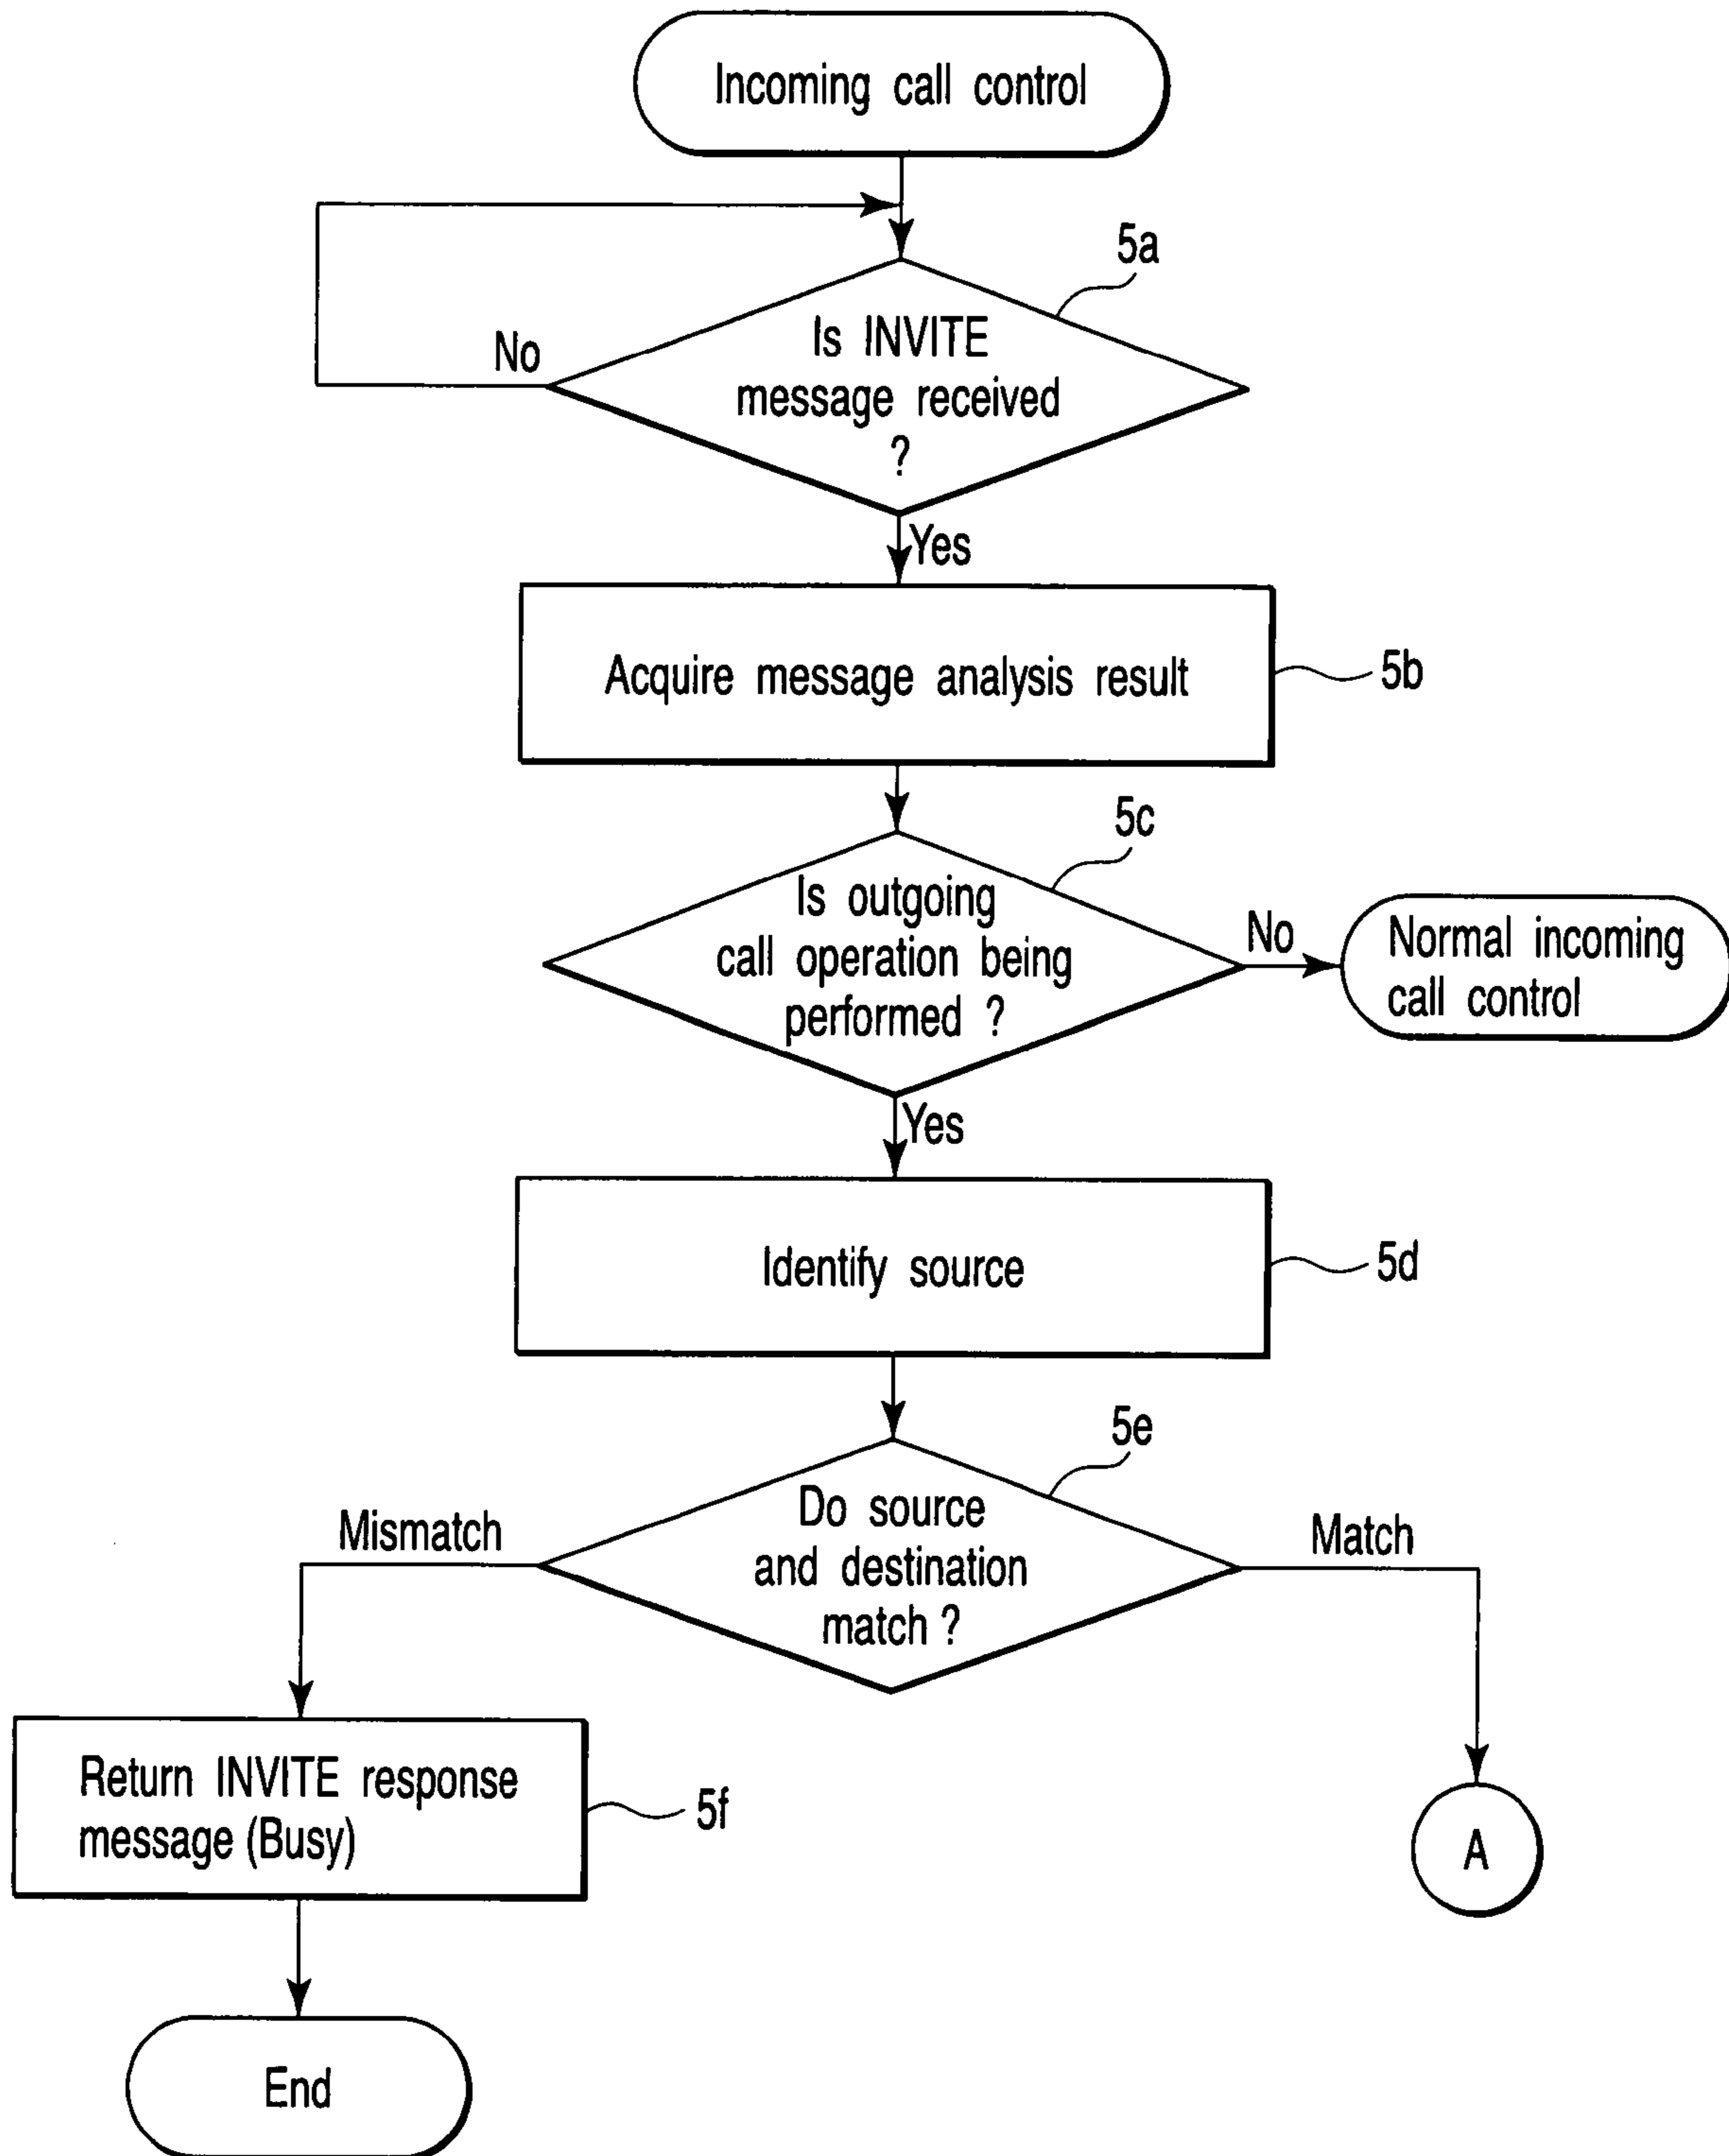 Incoming call control
5a
Is INVITE
message received
?
No
Yes
Acquire message analysis result
5b
5c
Is outgoing
call operation being
performed ?
No
Normal incoming
call control
Yes
Identify source
5d
5e
Do source
and destination
match ?
Mismatch
Match
Return INVITE response
message (Busy)
5f
A
End